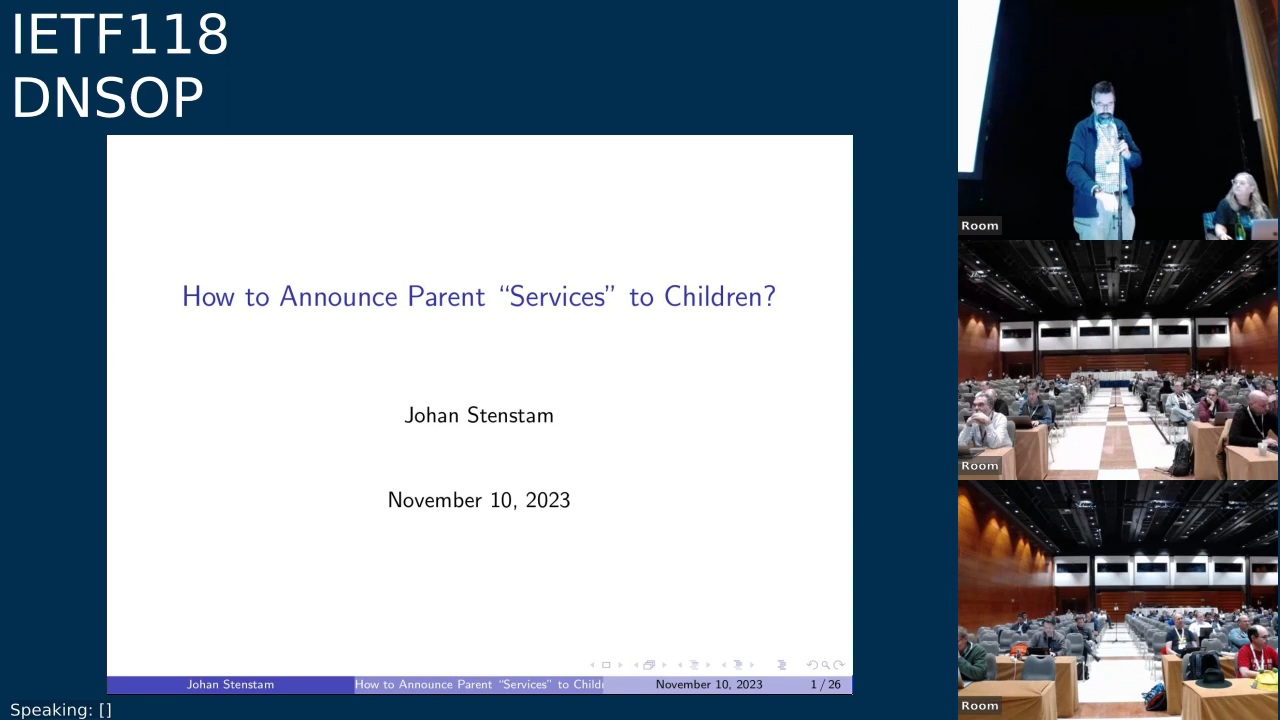 IETF118
DNSOP
How to Announce Parent “Services” to Children?
Johan Stenstam
November 10, 2023
Johan Stenstam
How to Announce Parent “Services” to Child
November 10, 2023
1 / 26
Speaking: []
Room
Room
Room